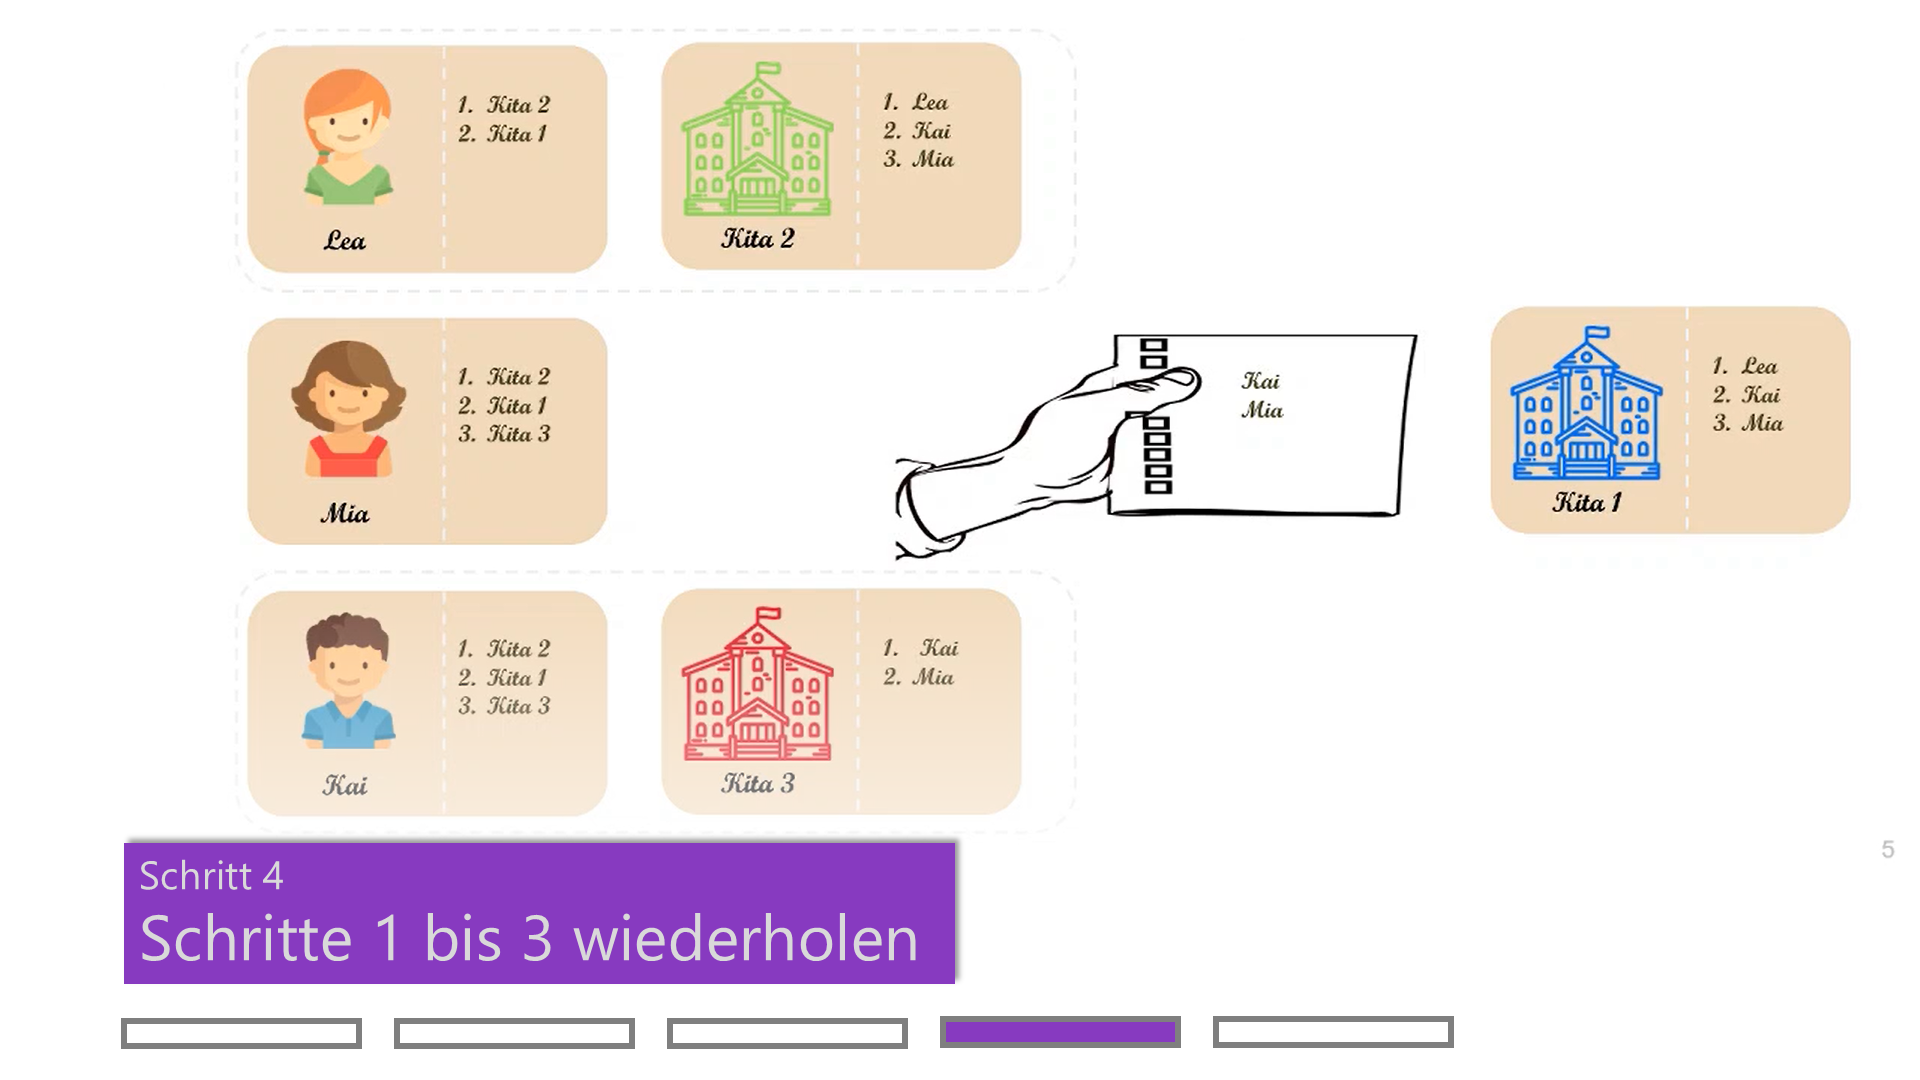 1. Kita 2
2. Kita 1
Lea
1. Lea
2. Kai
3. Mia
Kita 2
1. Kita 2
2. Kita 1
3. Kita 3
Mia
Kai
Mia
1. Lea
2. Kai
3. Mia
Kita 1
1. Kita 2
2. Kita 1
3. Kita 3
Kai
1. Kai
2. Mia
Kita 3
5
Schritt 4
Schritte 1 bis 3 wiederholen